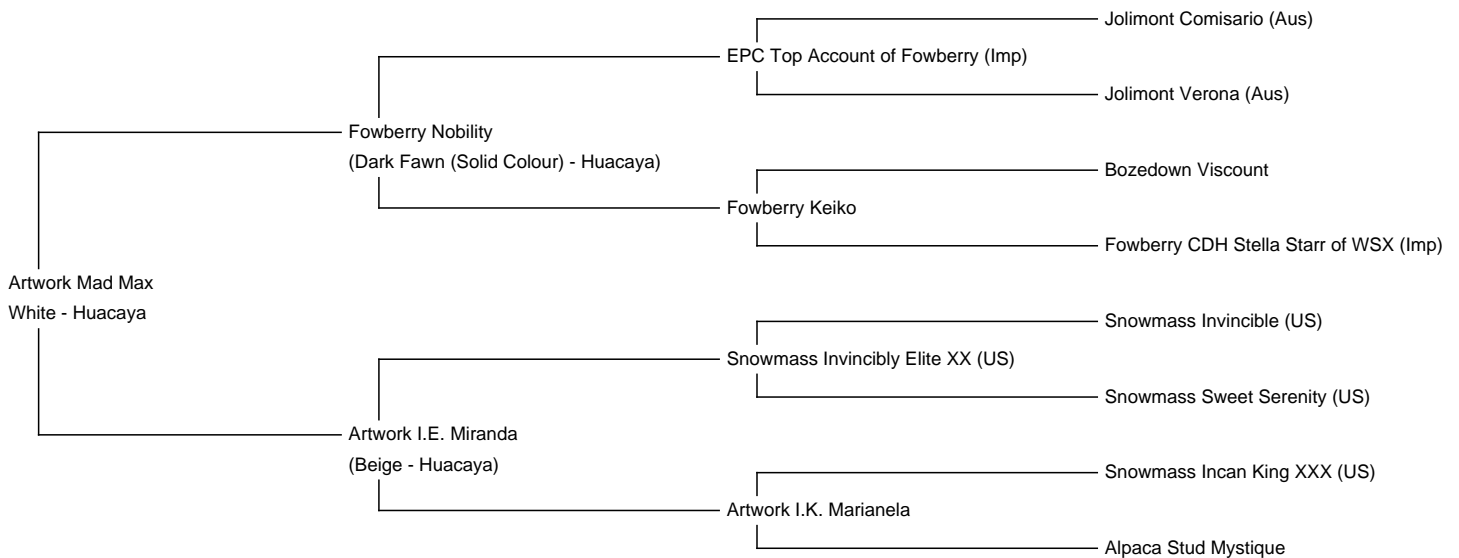 Jolimont Comisario (Aus)
EPC Top Account of Fowberry (Imp)
Jolimont Verona (Aus)
Fowberry Nobility
(Dark Fawn (Solid Colour) - Huacaya)
Bozedown Viscount
Fowberry Keiko
Fowberry CDH Stella Starr of WSX (Imp)
Artwork Mad Max
White - Huacaya
Snowmass Invincible (US)
Snowmass Invincibly Elite XX (US)
Snowmass Sweet Serenity (US)
Artwork I.E. Miranda
(Beige - Huacaya)
Snowmass Incan King XXX (US)
Artwork I.K. Marianela
Alpaca Stud Mystique